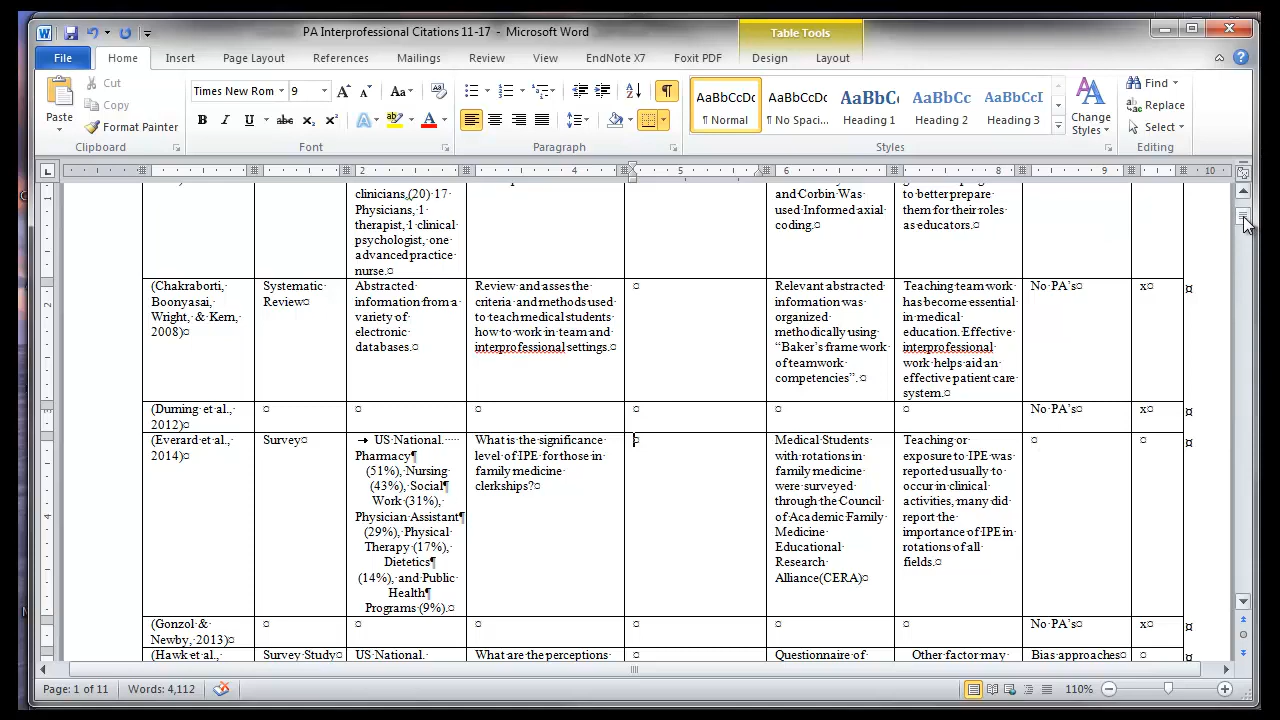 PA Interprofessional Citations 11-17 - Microsoft Word
Table Tools
File Home Insert Page Layout References Mailings Review View EndNote X7 Foxit PDF Design Layout
Paste
Cut
Copy
Format Painter
Clipboard
Times New Rom 9
Font
Paragraph
AaBbCcDc
¶ Normal
AaBbCcDc
¶ No Spaci...
AaBbC
Heading 1
AaBbCc
Heading 2
AaBbCcI
Heading 3
Change
Styles
Styles
Find
Replace
Select
Editing
2 4 5 6 8 9 10
clinicians,(20) 17
Physicians, 1
therapist, 1 clinical
psychologist, one
advanced practice
nurse.¤
and Corbin Was
used Informed axial
coding.¤
to better prepare
them for their roles
as educators.¤
(Chakraborti,
Boonyasai,
Wright, & Kern,
2008)¤
Systematic
Review¤
Abstracted
information from a
variety of
electronic
databases.¤
Review and asses the
criteria and methods used
to teach medical students
how to work in team and
interprofessional settings.¤
¤
Relevant abstracted
information was
organized
methodically using
“Baker’s frame work
of teamwork
competencies”. ¤
Teaching team work
has become essential
in medical
education. Effective
interprofessional
work helps aid an
effective patient care
system.¤
No PA’s¤
x¤
¤
(Durning et al.,
2012)¤
¤ ¤ ¤ ¤ ¤ ¤ No PA’s¤ x¤ ¤
(Everard et al.,
2014)¤
Survey¤
→ US National.
Pharmacy¶
(51%), Nursing
(43%), Social¶
Work (31%),
Physician Assistant¶
(29%), Physical
Therapy (17%),
Dietetics¶
(14%), and Public
Health¶
Programs (9%).¤
What is the significance
level of IPE for those in
family medicine
clerkships?¤
¤
Medical Students
with rotations in
family medicine
were surveyed
through the Council
of Academic Family
Medicine
Educational
Research
Alliance(CERA)¤
Teaching or
exposure to IPE was
reported usually to
occur in clinical
activities, many did
report the
importance of IPE in
rotations of all
fields.¤
¤ ¤ ¤
(Gonzol &
Newby, 2013)¤
¤ ¤ ¤ ¤ ¤ ¤ No PA’s¤ x¤ ¤
(Hawk et al., Survey Study¤ US National. What are the perceptions ¤ Questionnaire of Other factor may Bias approaches¤ ¤ ¤
Page: 1 of 11 Words: 4,112 110%